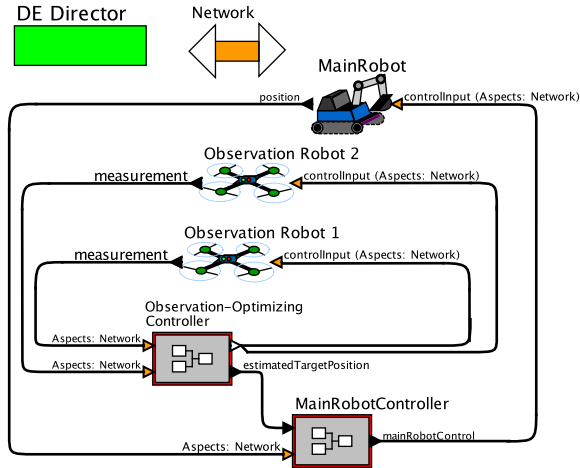 DE Director
Network
MainRobot
position
controlInput (Aspects: Network)
Observation Robot 2
measurement
controlInput (Aspects: Network)
Observation Robot 1
measurement
controlInput (Aspects: Network)
Observation-Optimizing
Controller
Aspects: Network
Aspects: Network
estimatedTargetPosition
MainRobotController
Aspects: Network
mainRobotControl